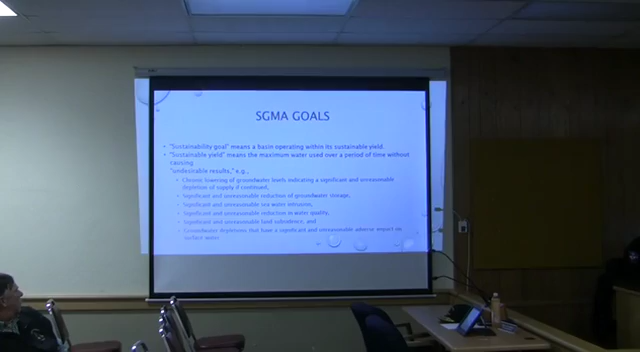 SGMA GOALS
• "Sustainability goal" means a basin operating within its sustainable yield.
• "Sustainable yield" means the maximum water used over a period of time without
causing
"undesirable results," e.g.,
• Chronic lowering of groundwater levels, indicating a significant and unreasonable
depletion of supply if continued,
• Significant and unreasonable reduction of groundwater storage,
• Significant and unreasonable sea water intrusion,
• Significant and unreasonable reduction in water quality,
• Significant and unreasonable land subsidence, and
• Groundwater depletions that have a significant and unreasonable adverse impact on
surface water